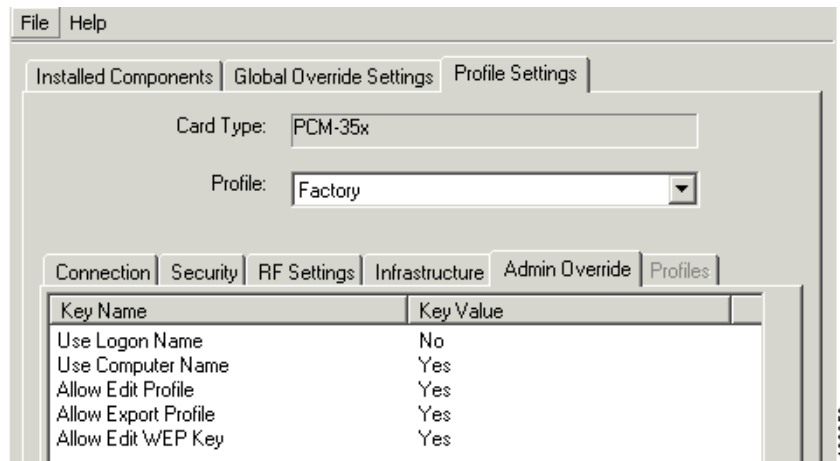 File Help
Installed Components Global Override Settings Profile Settings
Card Type: PCM-35x
Profile: Factory
Connection Security RF Settings Infrastructure Admin Override Profiles
Key Name Key Value
Use Logon Name No
Use Computer Name Yes
Allow Edit Profile Yes
Allow Export Profile Yes
Allow Edit WEP Key Yes